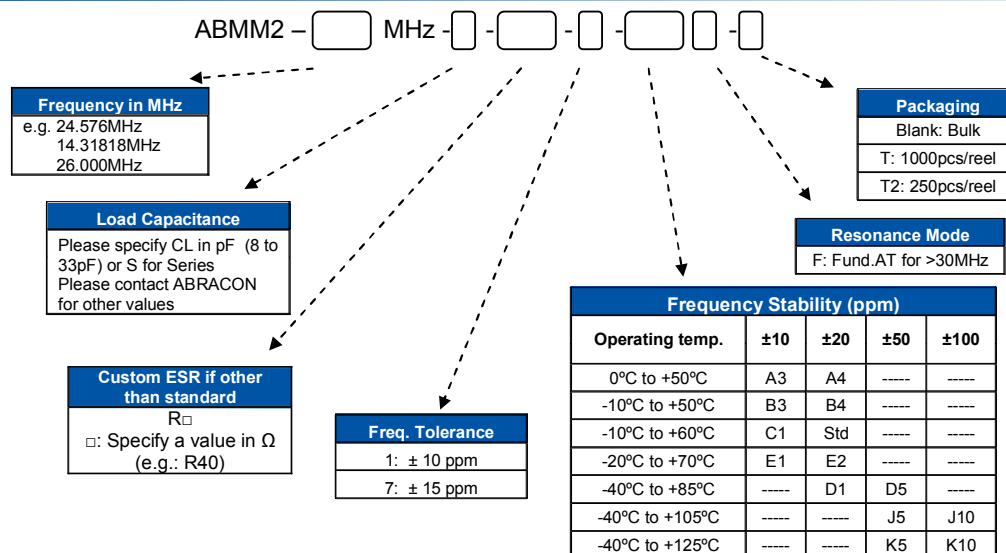 ABMM2 – MHz - - - - -
Frequency in MHz
e.g. 24.576MHz
14.31818MHz
26.000MHz
Packaging
Blank: Bulk
T: 1000pcs/reel
T2: 250pcs/reel
Load Capacitance
Please specify CL in pF (8 to
33pF) or S for Series
Please contact ABRACON
for other values
Resonance Mode
F: Fund.AT for >30MHz
Custom ESR if other
than standard
R□
□: Specify a value in Ω
(e.g.: R40)
Freq. Tolerance
1: ± 10 ppm
7: ± 15 ppm
Frequency Stability (ppm)
Operating temp. ±10 ±20 ±50 ±100
0ºC to +50ºC A3 A4 ----- -----
-10ºC to +50ºC B3 B4 ----- -----
-10ºC to +60ºC C1 Std ----- -----
-20ºC to +70ºC E1 E2 ----- -----
-40ºC to +85ºC ----- D1 D5 -----
-40ºC to +105ºC ----- ----- J5 J10
-40ºC to +125ºC ----- ----- K5 K10